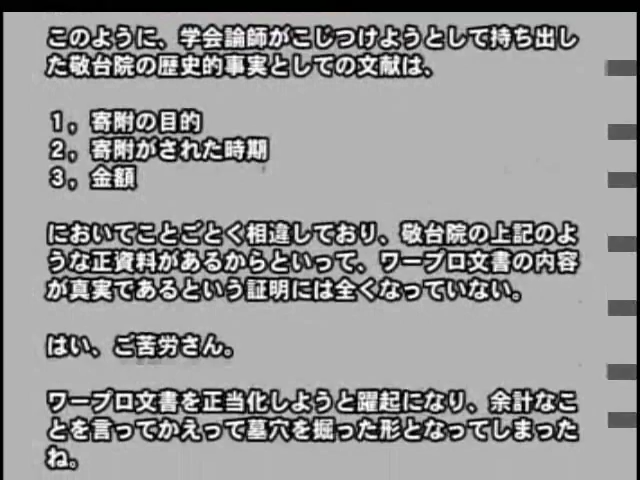 このように、学会論師がこじつけようとして持ち出し
た敬台院の歴史的事実としての文献は、
1，寄附の目的
2，寄附がされた時期
3，金額
においてことごとく相違しており、敬台院の上記のよ
うな正資料があるからといって、ワープロ文書の内容
が真実であるという証明には全くなっていない。
はい、ご苦労さん。
ワープロ文書を正当化しようと躍起になり、余計なこ
とを言ってかえって墓穴を掘った形となってしまった
ね。